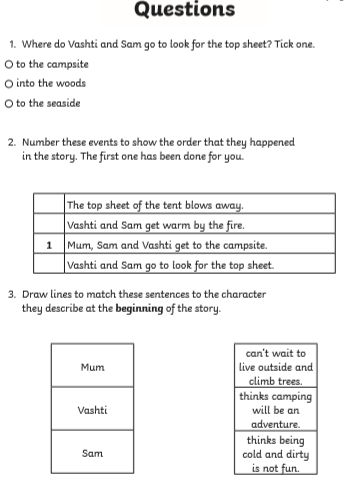 Questions
1. Where do Vashti and Sam go to look for the top sheet? Tick one.
to the campsite
into the woods
to the seaside
2. Number these events to show the order that they happened
in the story. The first one has been done for you.
The top sheet of the tent blows away.
Vashti and Sam get warm by the fire.
1 Mum, Sam and Vashti get to the campsite.
Vashti and Sam go to look for the top sheet.
3. Draw lines to match these sentences to the character
they describe at the beginning of the story.
Mum
Vashti
Sam
can't wait to
live outside and
climb trees.
thinks camping
will be an
adventure.
thinks being
cold and dirty
is not fun.